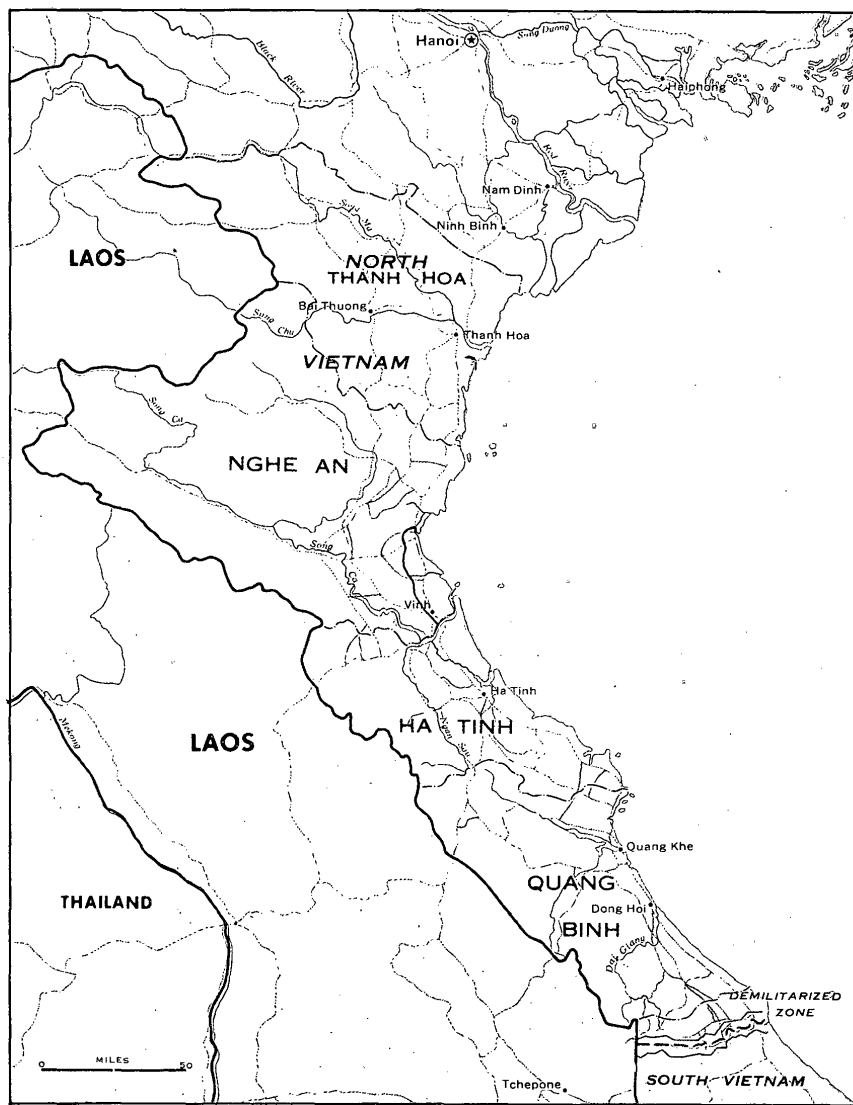 Hanoi
Song Duong
Black River
Haiphong
Red River
Nam Dinh
Song Ma
Ninh Binh
LAOS
NORTH
THANH HOA
Bai Thuong
Song Chu
Thanh Hoa
VIETNAM
Song Ca
NGHE AN
Song Ca
Vinh
Ha Tinh
HA TINH
Ngan Sau
Mekong
LAOS
Quang Khe
QUANG
THAILAND
Dong Hoi
BINH
Dai Giang
DEMILITARIZED
ZONE
MILES
0 50
SOUTH VIETNAM
Tchepone